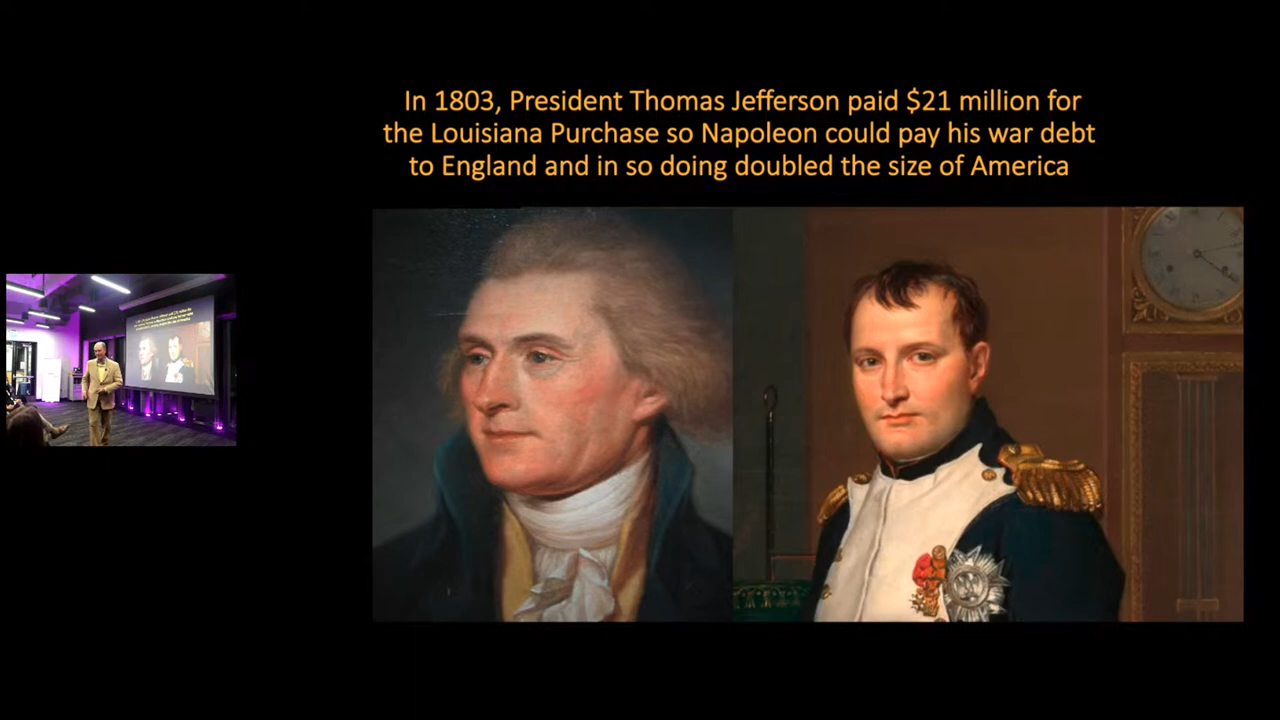 In 1803, President Thomas Jefferson paid $21 million for
the Louisiana Purchase so Napoleon could pay his war debt
to England and in so doing doubled the size of America